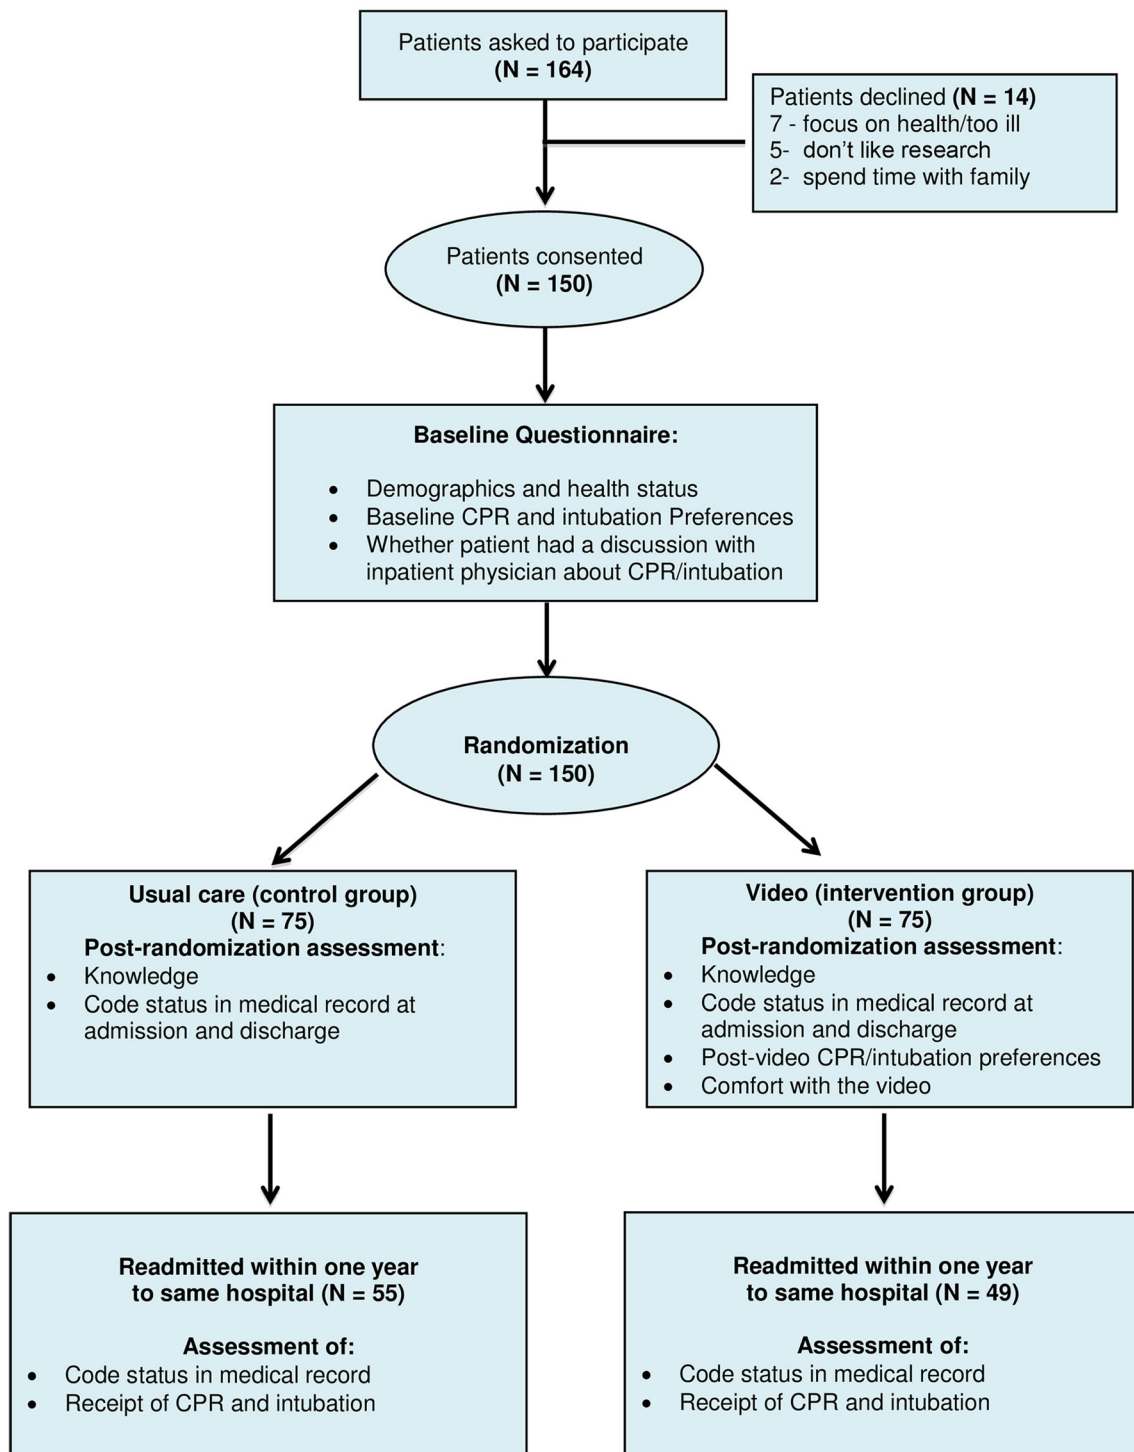 Patients asked to participate
(N = 164)
Patients declined (N = 14)
7 - focus on health/too ill
5-  don't like research
2-  spend time with family
Patients consented
(N = 150)
Baseline Questionnaire:
• Demographics and health status
• Baseline CPR and intubation Preferences
• Whether patient had a discussion with
inpatient physician about CPR/intubation
Randomization
(N = 150)
Usual care (control group)
(N = 75)
Post-randomization assessment:
• Knowledge
• Code status in medical record at
admission and discharge
Video (intervention group)
(N = 75)
Post-randomization assessment:
• Knowledge
• Code status in medical record at
admission and discharge
• Post-video CPR/intubation preferences
• Comfort with the video
Readmitted within one year
to same hospital (N = 55)
Assessment of:
• Code status in medical record
• Receipt of CPR and intubation
Readmitted within one year
to same hospital (N = 49)
Assessment of:
• Code status in medical record
• Receipt of CPR and intubation